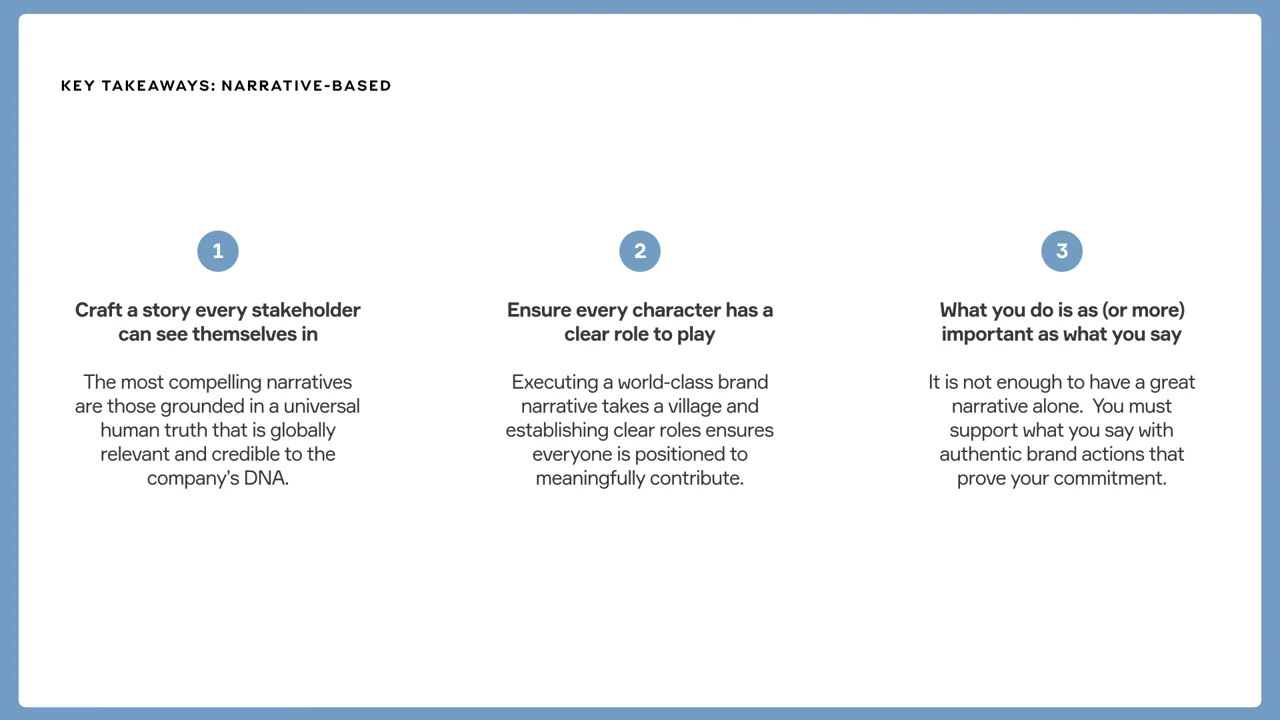 KEY TAKEAWAYS: NARRATIVE-BASED
1
Craft a story every stakeholder
can see themselves in
The most compelling narratives
are those grounded in a universal
human truth that is globally
relevant and credible to the
company’s DNA.
2
Ensure every character has a
clear role to play
Executing a world-class brand
narrative takes a village and
establishing clear roles ensures
everyone is positioned to
meaningfully contribute.
3
What you do is as (or more)
important as what you say
It is not enough to have a great
narrative alone.  You must
support what you say with
authentic brand actions that
prove your commitment.